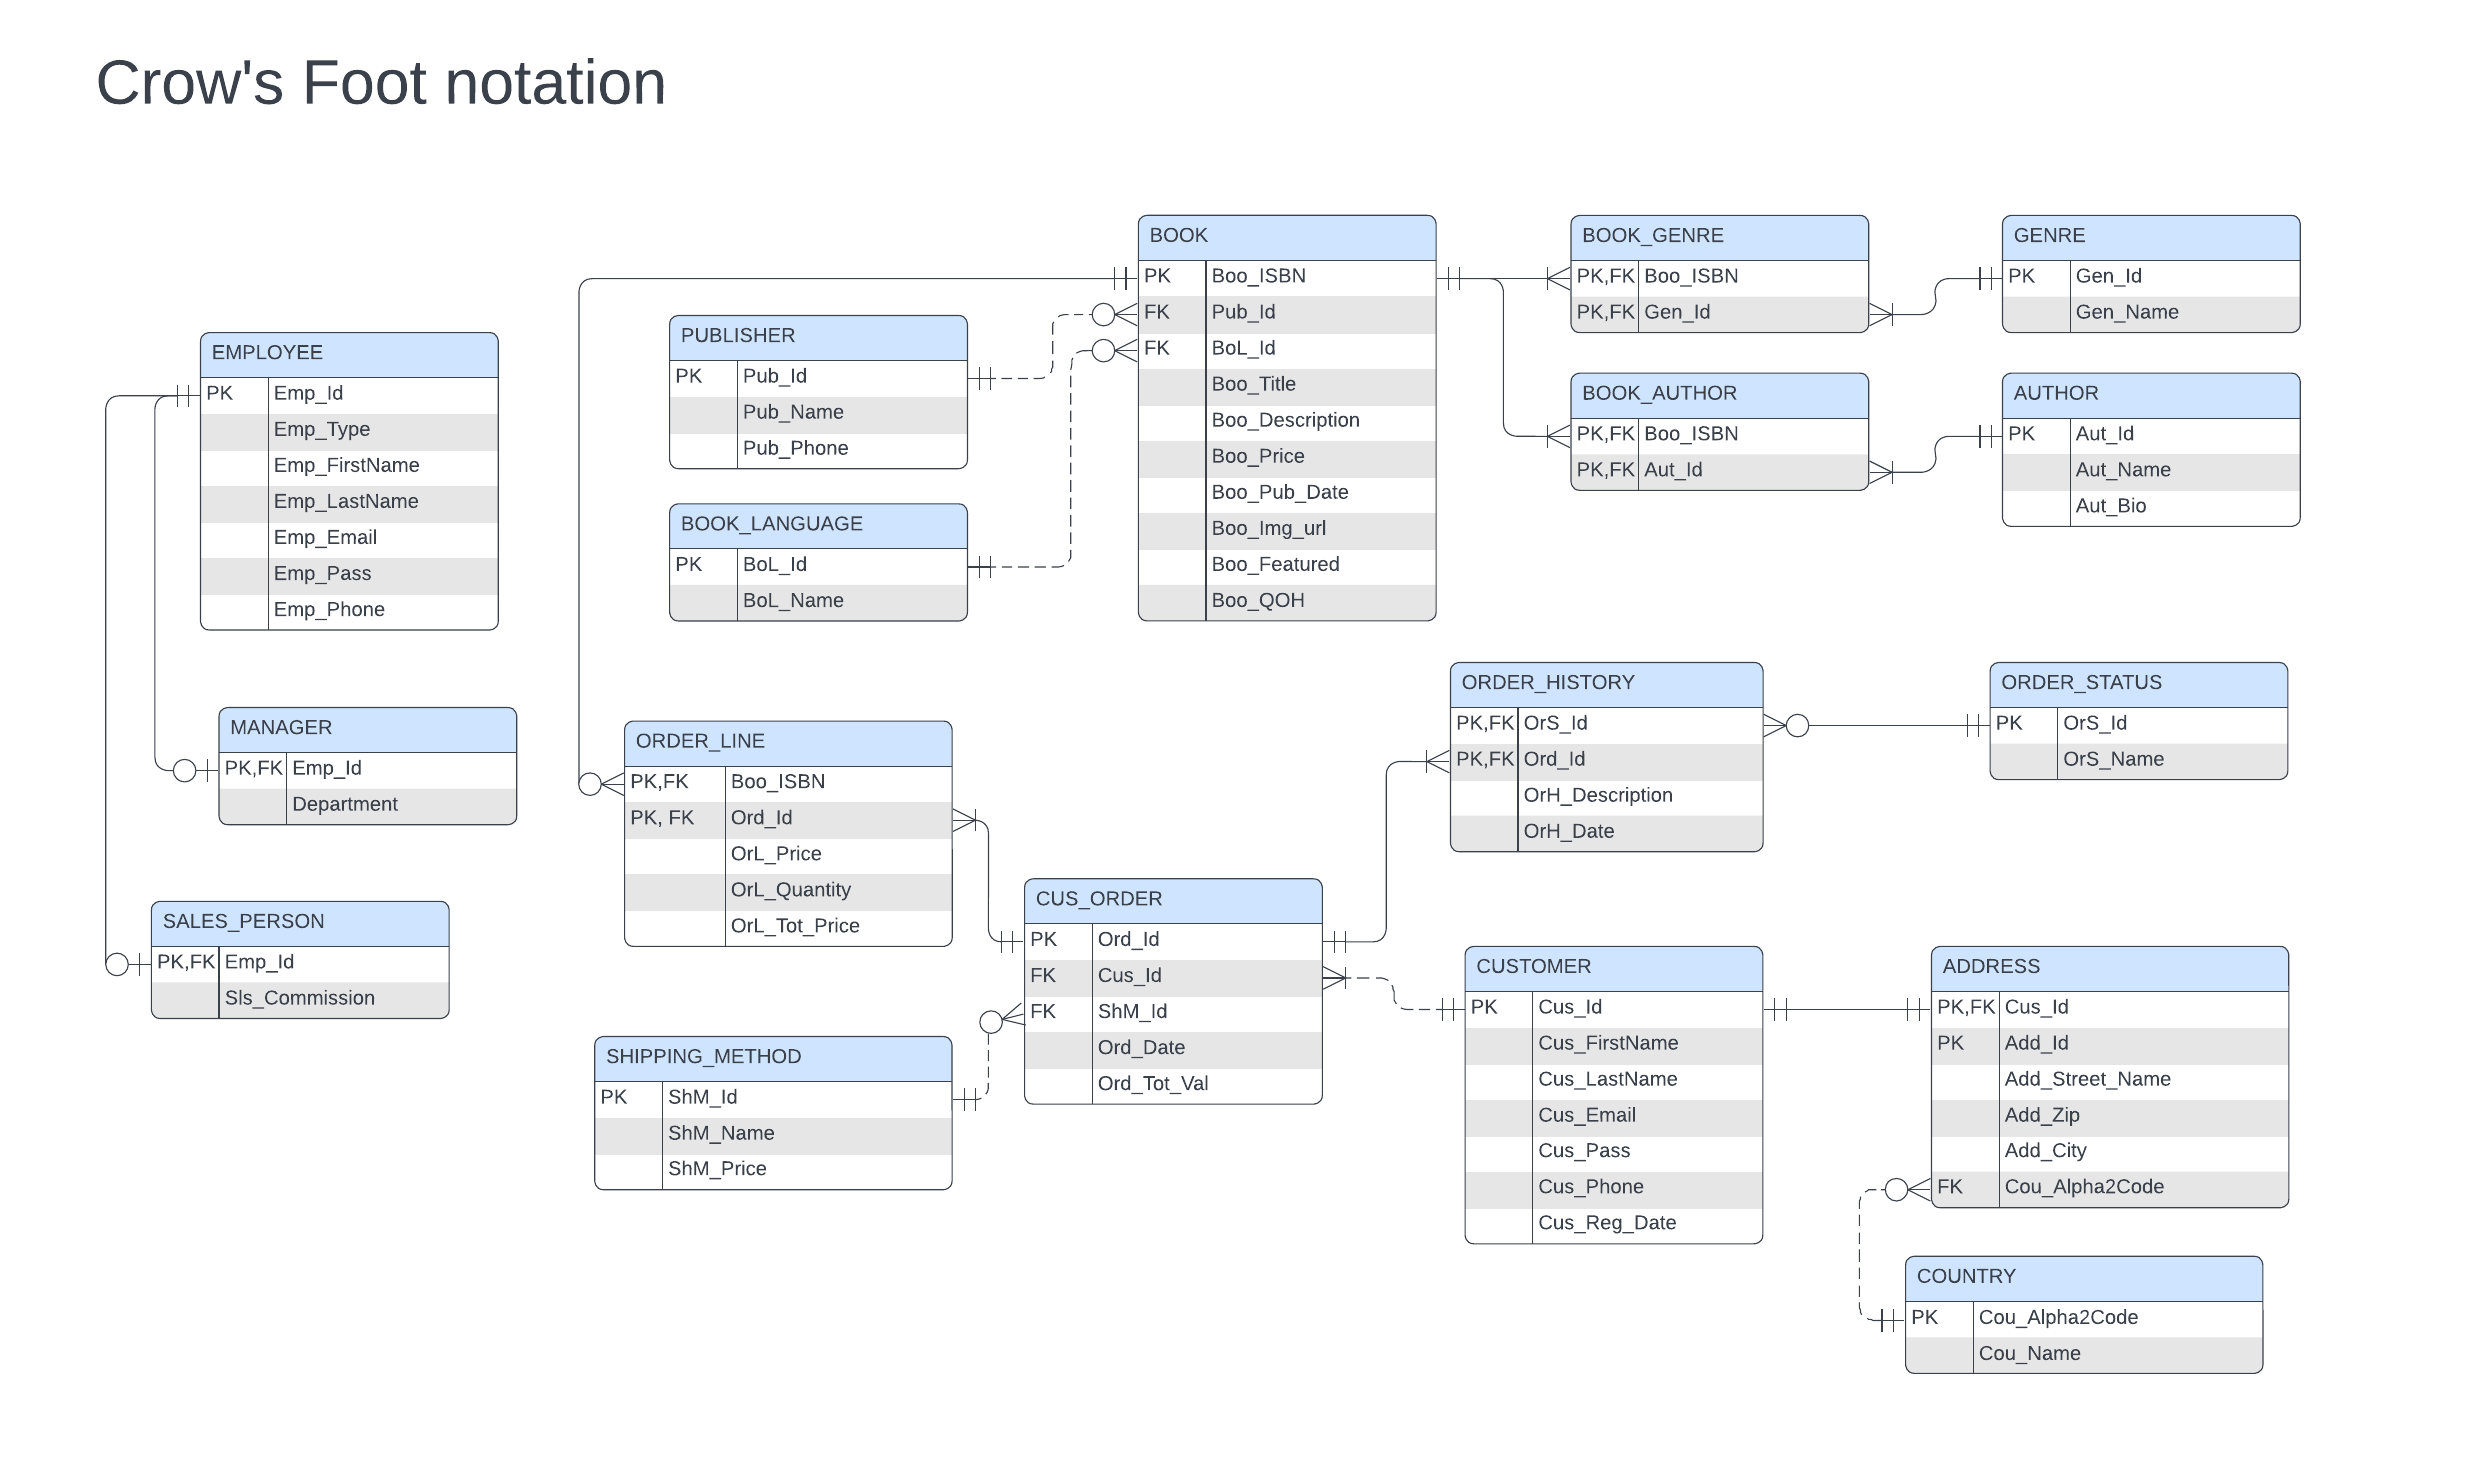 Crow's Foot notation
EMPLOYEE
PK Emp_Id
Emp_Type
Emp_FirstName
Emp_LastName
Emp_Email
Emp_Pass
Emp_Phone
MANAGER
PK,FK Emp_Id
Department
SALES_PERSON
PK,FK Emp_Id
Sls_Commission
PUBLISHER
PK Pub_Id
Pub_Name
Pub_Phone
BOOK_LANGUAGE
PK BoL_Id
BoL_Name
BOOK
PK Boo_ISBN
FK Pub_Id
FK BoL_Id
Boo_Title
Boo_Description
Boo_Price
Boo_Pub_Date
Boo_Img_url
Boo_Featured
Boo_QOH
BOOK_GENRE
PK,FK Boo_ISBN
PK,FK Gen_Id
GENRE
PK Gen_Id
Gen_Name
BOOK_AUTHOR
PK,FK Boo_ISBN
PK,FK Aut_Id
AUTHOR
PK Aut_Id
Aut_Name
Aut_Bio
ORDER_LINE
PK,FK Boo_ISBN
PK, FK Ord_Id
OrL_Price
OrL_Quantity
OrL_Tot_Price
SHIPPING_METHOD
PK ShM_Id
ShM_Name
ShM_Price
CUS_ORDER
PK Ord_Id
FK Cus_Id
FK ShM_Id
Ord_Date
Ord_Tot_Val
ORDER_HISTORY
PK,FK OrS_Id
PK,FK Ord_Id
OrH_Description
OrH_Date
ORDER_STATUS
PK OrS_Id
OrS_Name
CUSTOMER
PK Cus_Id
Cus_FirstName
Cus_LastName
Cus_Email
Cus_Pass
Cus_Phone
Cus_Reg_Date
ADDRESS
PK,FK Cus_Id
PK Add_Id
Add_Street_Name
Add_Zip
Add_City
FK Cou_Alpha2Code
COUNTRY
PK Cou_Alpha2Code
Cou_Name